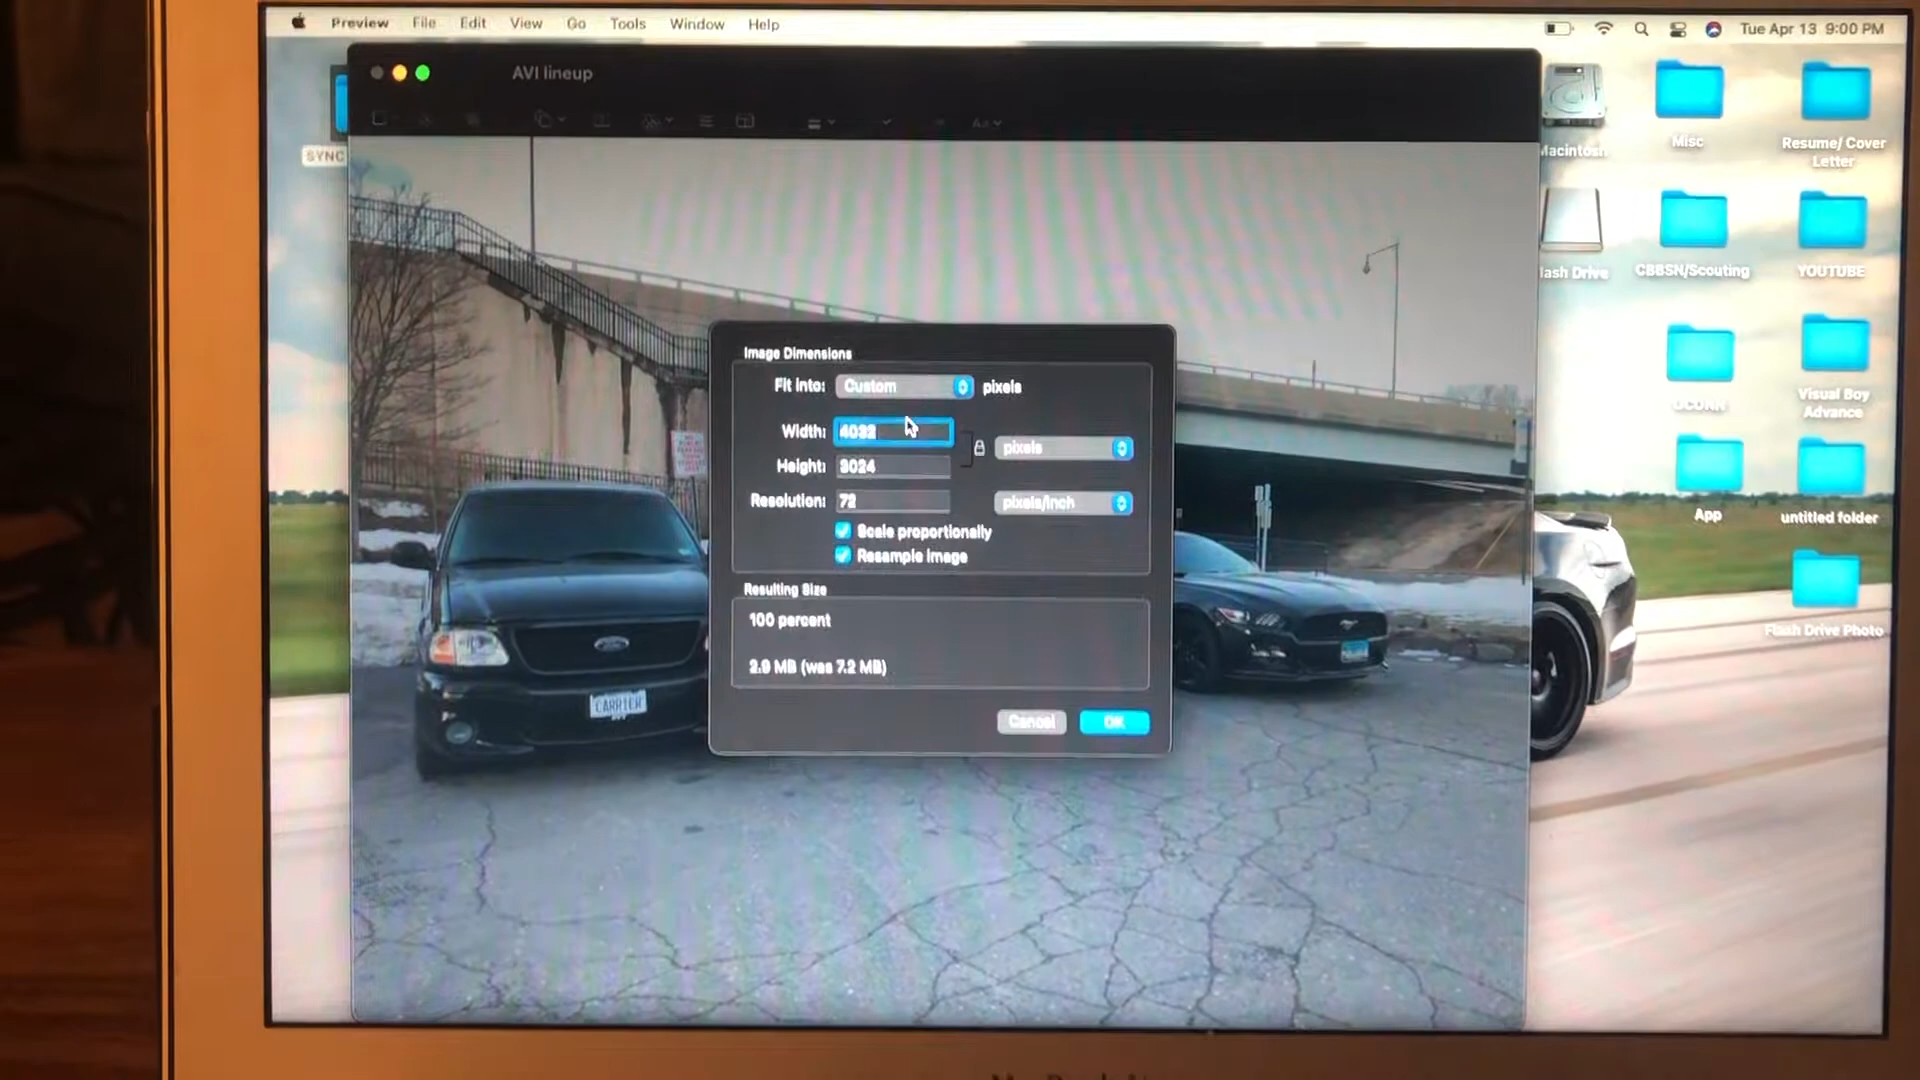 Preview File Edit View Go Tools Window Help
Tue Apr 13 9:00 PM
AVI lineup
SYNC
Macintosh
Misc
Resume/ Cover
Letter
lash Drive
CBBSN/Scouting
YOUTUBE
UCONN
Visual Boy
Advance
App
untitled folder
Flash Drive Photo
Image Dimensions
Fit into: Custom pixels
Width: 4032
pixels
Height: 3024
Resolution: 72 pixels/inch
Scale proportionally
Resample image
Resulting Size
100 percent
2.9 MB (was 7.2 MB)
Cancel OK
Ford
CARRIER